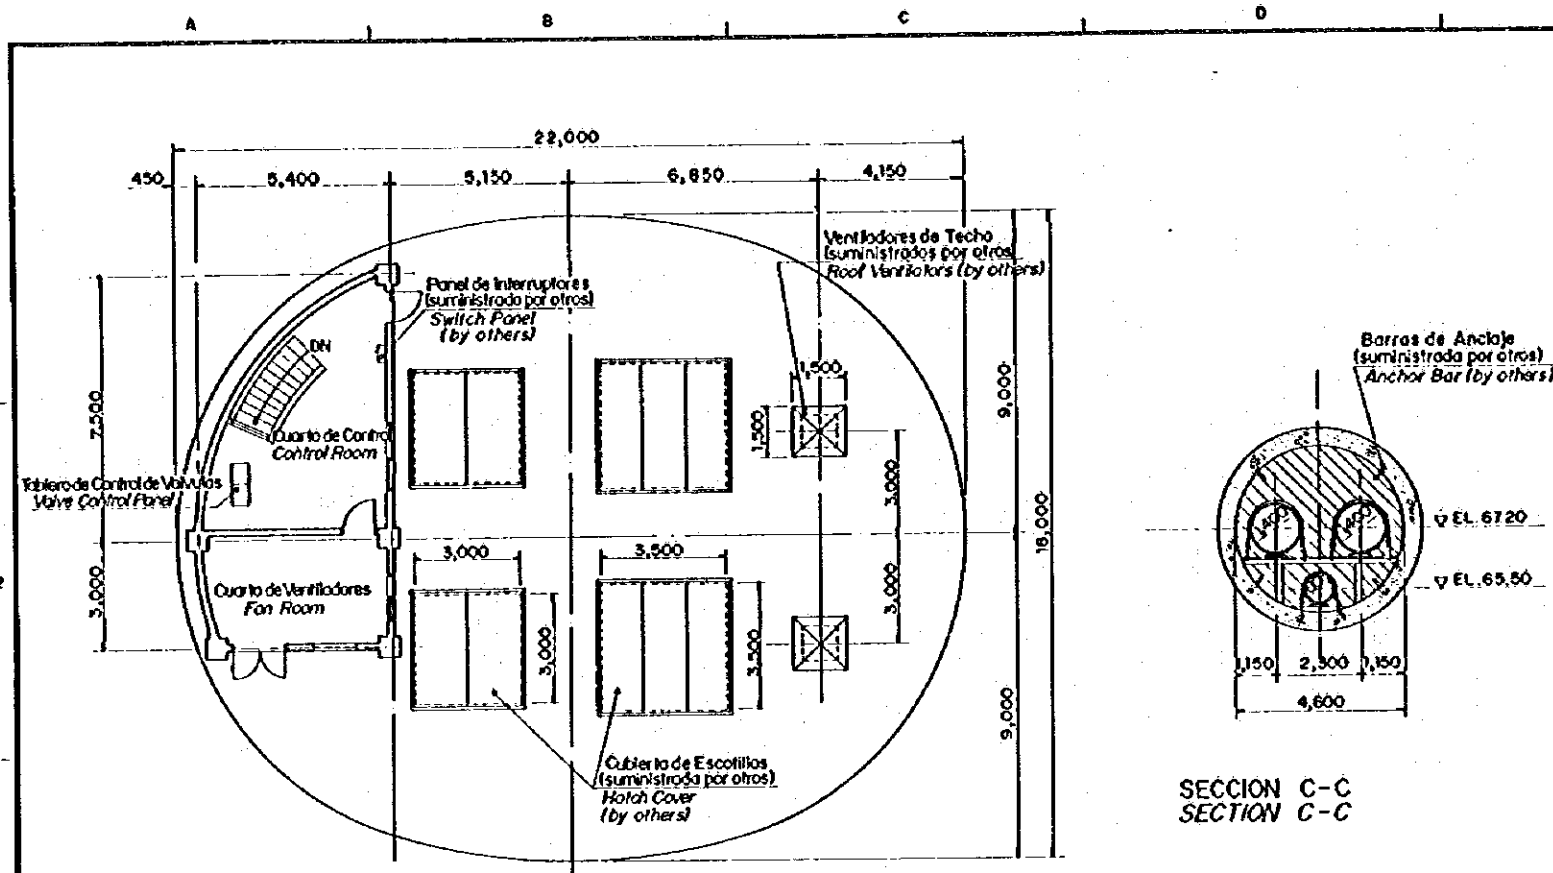 A
B
C
D
22,000
450
5,400
5,150
6,850
4,150
Ventiladores de Techo
(suministrados por otros)
Roof Ventilators (by others)
Panel de Interruptores
(suministrada por otros)
Switch Panel
(by others)
DN
7,500
Cuarto de Control
Control Room
Tablero de Control de Valvulas
Valve Control Panel
3,000
Cuarto de Ventiladores
Fan Room
1,500
1,500
9,000
3,000
18,000
3,000
9,000
3,000
3,500
3,000
3,500
Cubierta de Escotillas
(suministrada por otros)
Hatch Cover
(by others)
Barras de Anclaje
(suministrada por otros)
Anchor Bar (by others)
1,400
1,400
EL. 67.20
EL. 65,50
1,150
2,300
1,150
4,600
SECCION C-C
SECTION C-C